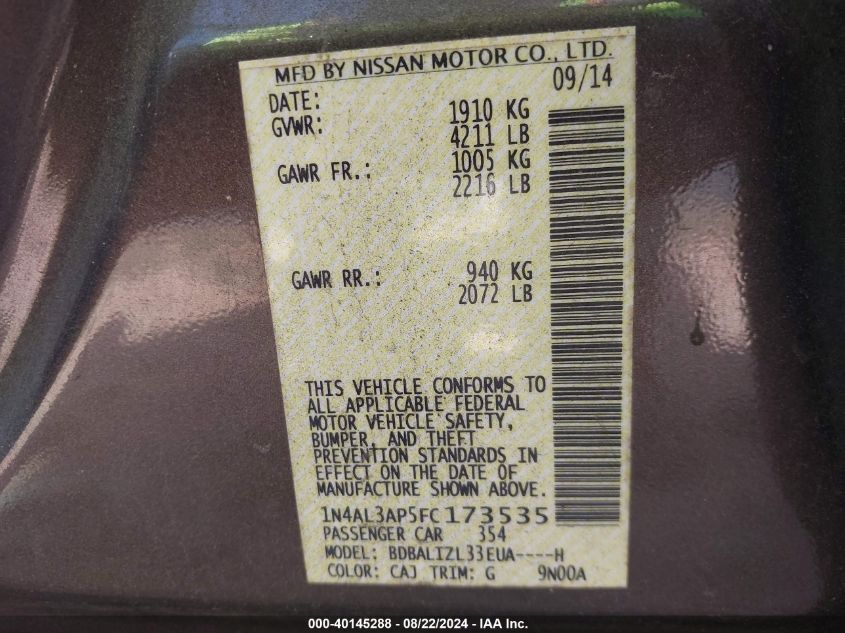 MFD BY NISSAN MOTOR CO., LTD.
DATE: 09/14
GVWR: 1910 KG
4211 LB
GAWR FR.: 1005 KG
2216 LB
GAWR RR.: 940 KG
2072 LB
THIS VEHICLE CONFORMS TO
ALL APPLICABLE FEDERAL
MOTOR VEHICLE SAFETY,
BUMPER, AND THEFT
PREVENTION STANDARDS IN
EFFECT ON THE DATE OF
MANUFACTURE SHOWN ABOVE.
1N4AL3AP5FC173535
PASSENGER CAR 354
MODEL: BDBALTZL33EUA----H
COLOR: CAJ TRIM: G 9N00A
000-40145288 - 08/22/2024 - IAA Inc.